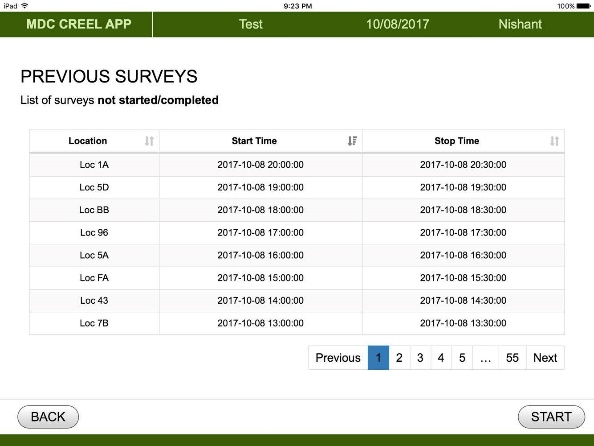 iPad 9:23 PM 100%
MDC CREEL APP Test 10/08/2017 Nishant
PREVIOUS SURVEYS
List of surveys not started/completed
Location Start Time Stop Time
Loc 1A 2017-10-08 20:00:00 2017-10-08 20:30:00
Loc 5D 2017-10-08 19:00:00 2017-10-08 19:30:00
Loc BB 2017-10-08 18:00:00 2017-10-08 18:30:00
Loc 96 2017-10-08 17:00:00 2017-10-08 17:30:00
Loc 5A 2017-10-08 16:00:00 2017-10-08 16:30:00
Loc FA 2017-10-08 15:00:00 2017-10-08 15:30:00
Loc 43 2017-10-08 14:00:00 2017-10-08 14:30:00
Loc 7B 2017-10-08 13:00:00 2017-10-08 13:30:00
Previous 1 2 3 4 5 ... 55 Next
BACK START